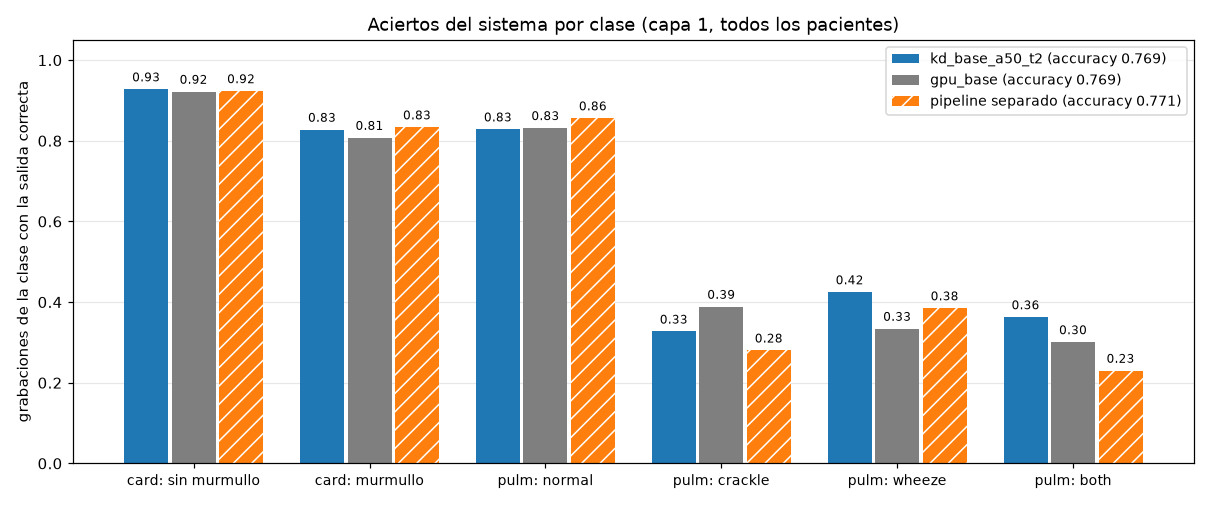 Aciertos del sistema por clase (capa 1, todos los pacientes)
grabaciones de la clase con la salida correcta
1.0
0.8
0.6
0.4
0.2
0.0
kd_base_a50_t2 (accuracy 0.769)
gpu_base (accuracy 0.769)
pipeline separado (accuracy 0.771)
0.93 0.92 0.92
0.83 0.81 0.83
0.83 0.83 0.86
0.33 0.39 0.28
0.42 0.33 0.38
0.36 0.30 0.23
card: sin murmullo
card: murmullo
pulm: normal
pulm: crackle
pulm: wheeze
pulm: both